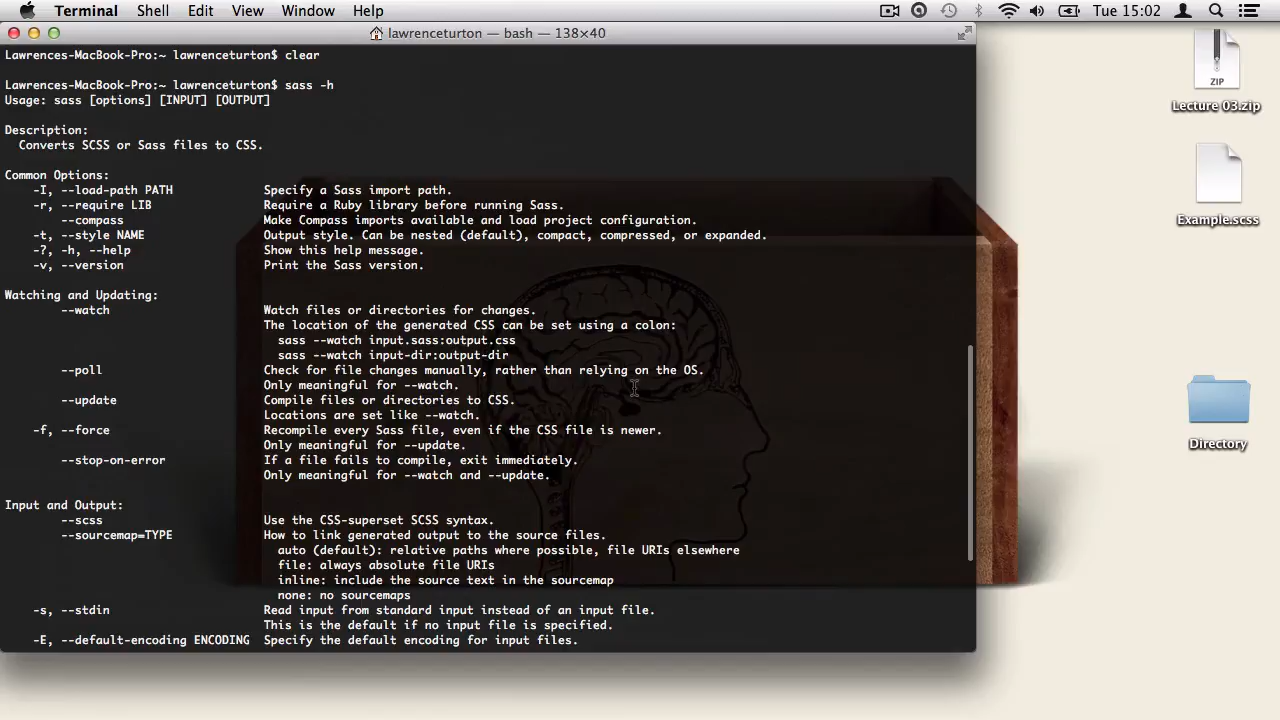 Terminal Shell Edit View Window Help Tue 15:02
lawrenceturton — bash — 138×40
Lawrences-MacBook-Pro:~ lawrenceturton$ clear
Lawrences-MacBook-Pro:~ lawrenceturton$ sass -h
Usage: sass [options] [INPUT] [OUTPUT]
Description:
Converts SCSS or Sass files to CSS.
Common Options:
-I, --load-path PATH Specify a Sass import path.
-r, --require LIB Require a Ruby library before running Sass.
--compass Make Compass imports available and load project configuration.
-t, --style NAME Output style. Can be nested (default), compact, compressed, or expanded.
-?, -h, --help Show this help message.
-v, --version Print the Sass version.
Watching and Updating:
--watch Watch files or directories for changes.
The location of the generated CSS can be set using a colon:
sass --watch input.sass:output.css
sass --watch input-dir:output-dir
--poll Check for file changes manually, rather than relying on the OS.
Only meaningful for --watch.
--update Compile files or directories to CSS.
Locations are set like --watch.
-f, --force Recompile every Sass file, even if the CSS file is newer.
Only meaningful for --update.
--stop-on-error If a file fails to compile, exit immediately.
Only meaningful for --watch and --update.
Input and Output:
--scss Use the CSS-superset SCSS syntax.
--sourcemap=TYPE How to link generated output to the source files.
auto (default): relative paths where possible, file URIs elsewhere
file: always absolute file URIs
inline: include the source text in the sourcemap
none: no sourcemaps
-s, --stdin Read input from standard input instead of an input file.
This is the default if no input file is specified.
-E, --default-encoding ENCODING Specify the default encoding for input files.
ZIP
Lecture 03.zip
Example.scss
Directory